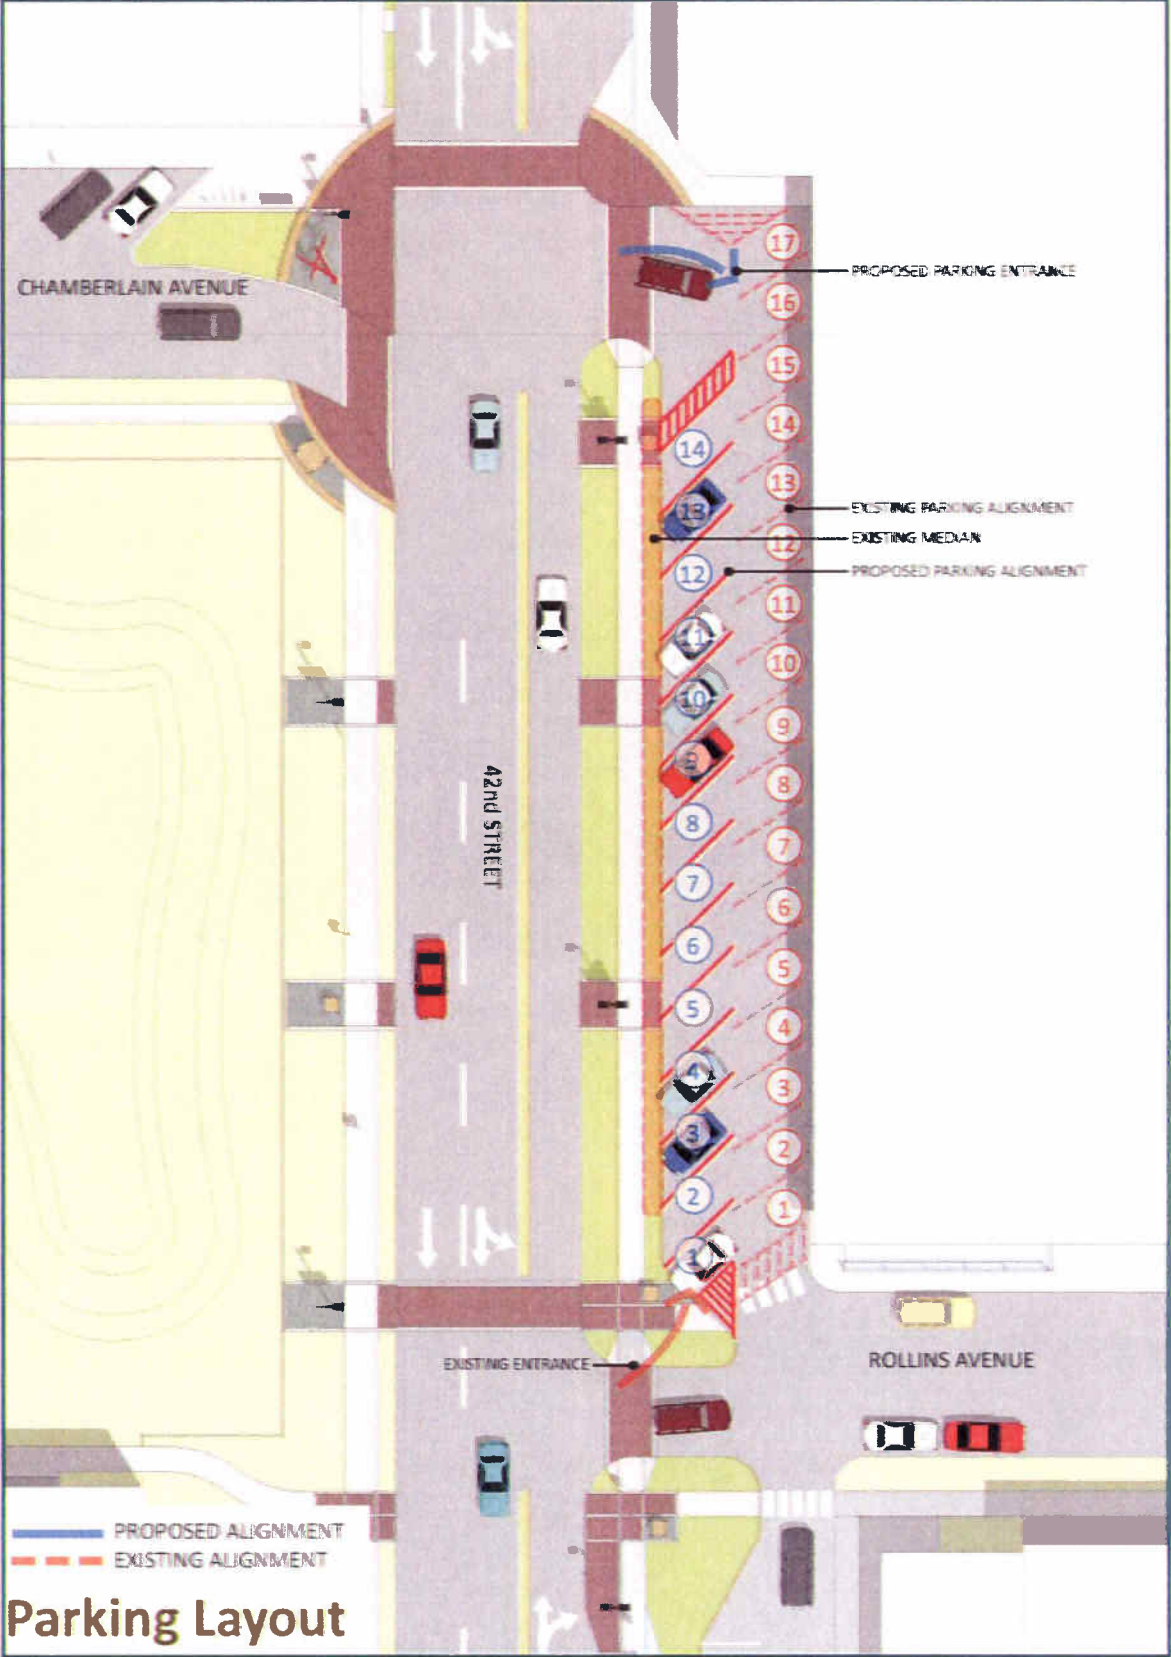 17
CHAMBERLAIN AVENUE
PROPOSED PARKING ENTRANCE
16
15
14
14
13
13
EXISTING PARKING ALIGNMENT
EXISTING MEDIAN
12
12
PROPOSED PARKING ALIGNMENT
11
11
10
10
9
9
42nd STREET
8
8
7
7
6
6
5
5
4
4
3
3
2
2
1
1
EXISTING ENTRANCE
ROLLINS AVENUE
PROPOSED ALIGNMENT
EXISTING ALIGNMENT
Parking Layout